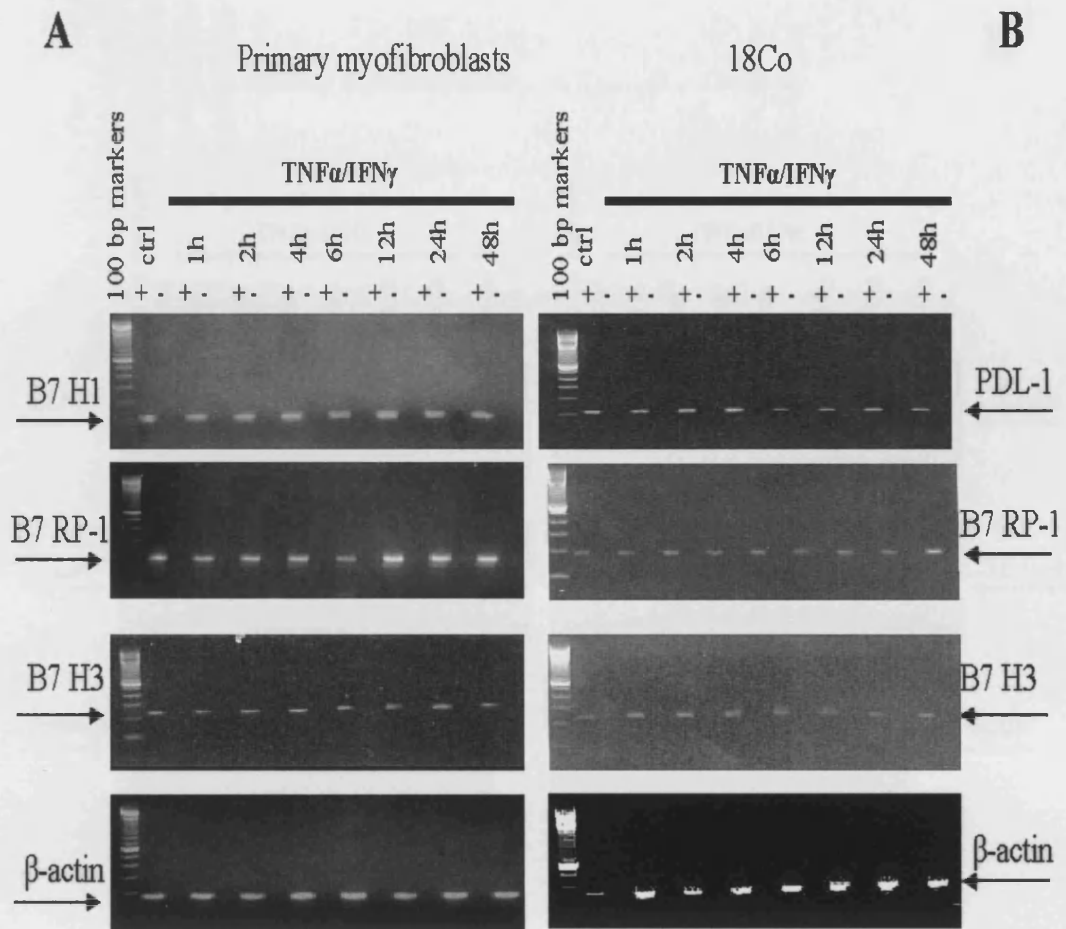 A
B
Primary myofibroblasts
18Co
TNFα/IFNγ
TNFα/IFNγ
100 bp markers
ctrl
1h
2h
4h
6h
12h
24h
48h
100 bp markers
ctrl
1h
2h
4h
6h
12h
24h
48h
+ - + - + - + - + - + - + - + -
+ - + - + - + - + - + - + - + -
B7 H1
PDL-1
B7 RP-1
B7 RP-1
B7 H3
B7 H3
β-actin
β-actin